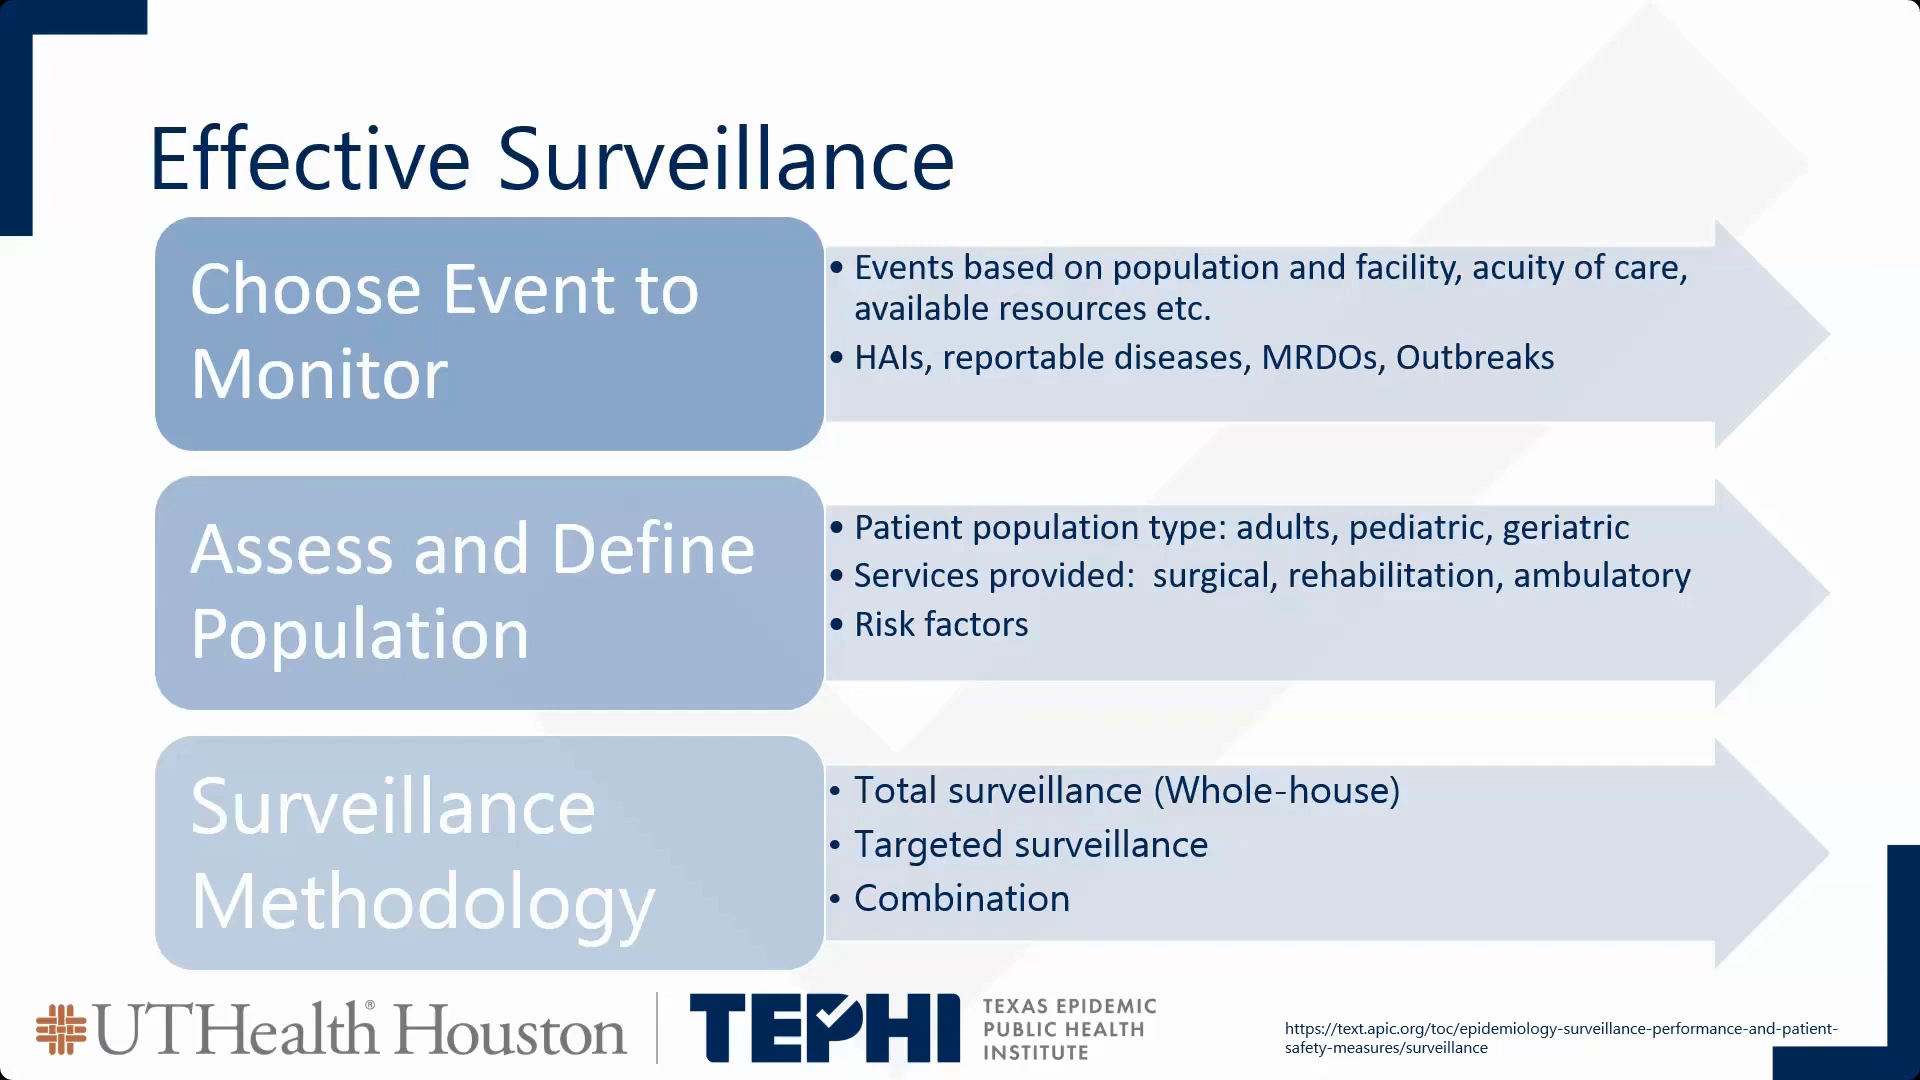 Effective Surveillance
Choose Event to
Monitor
• Events based on population and facility, acuity of care,
available resources etc.
• HAIs, reportable diseases, MRDOs, Outbreaks
Assess and Define
Population
• Patient population type: adults, pediatric, geriatric
• Services provided:  surgical, rehabilitation, ambulatory
• Risk factors
Surveillance
Methodology
• Total surveillance (Whole-house)
• Targeted surveillance
• Combination
UTHealth® Houston
TEPHI
TEXAS EPIDEMIC
PUBLIC HEALTH
INSTITUTE
https://text.apic.org/toc/epidemiology-surveillance-performance-and-patient-
safety-measures/surveillance